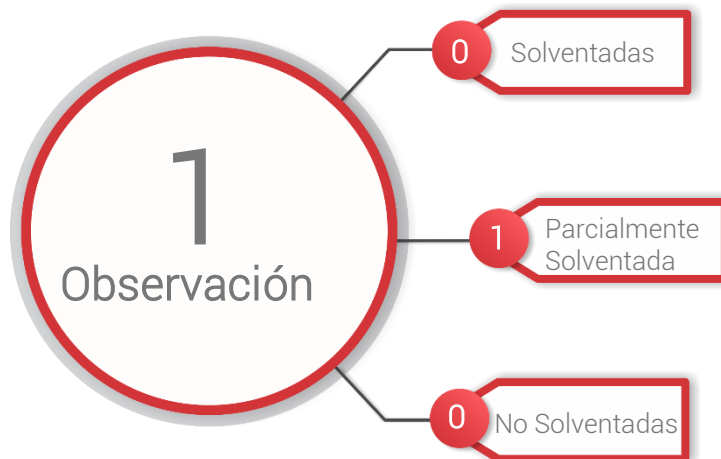 1
Observación
0
Solventadas
1
Parcialmente
Solventada
0
No Solventadas